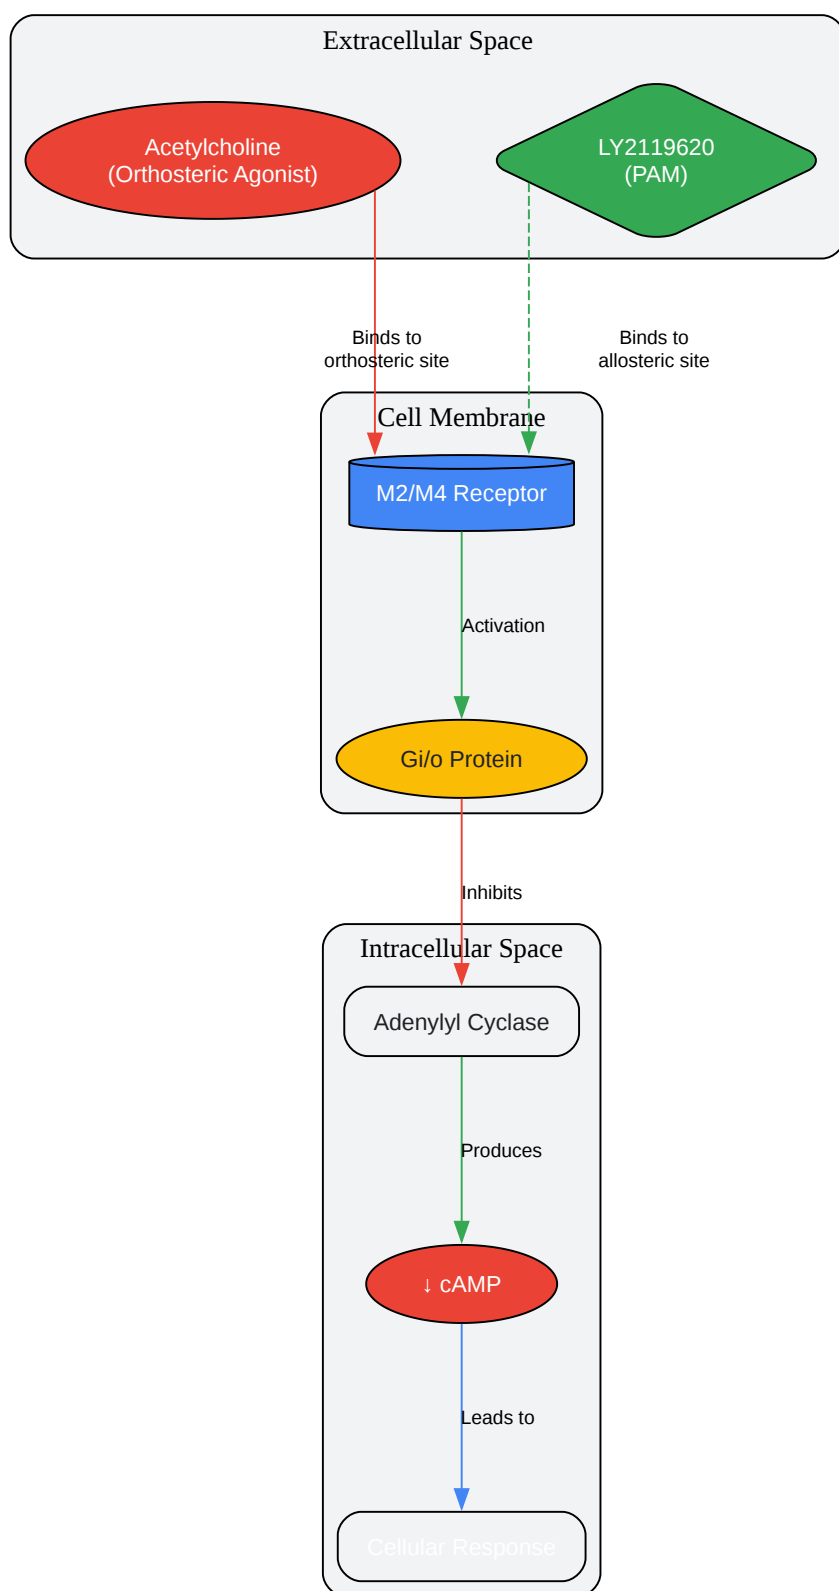 Extracellular Space
Acetylcholine
(Orthosteric Agonist)
LY2119620
(PAM)
Binds to
orthosteric site
Binds to
allosteric site
Cell Membrane
M2/M4 Receptor
Activation
Gi/o Protein
Inhibits
Intracellular Space
Adenylyl Cyclase
Produces
↓ cAMP
Leads to
Cellular Response